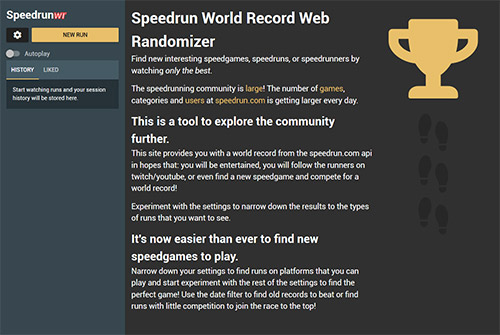 Speedrunwr
NEW RUN
Autoplay
HISTORY LIKED
Start watching runs and your session
history will be stored here.
Speedrun World Record Web
Randomizer
Find new interesting speedgames, speedruns, or speedrunners by
watching only the best.
The speedrunning community is large! The number of games,
categories and users at speedrun.com is getting larger every day.
This is a tool to explore the community
further.
This site provides you with a world record from the speedrun.com api
in hopes that: you will be entertained, you will follow the runners on
twitch/youtube, or even find a new speedgame and compete for a
world record!
Experiment with the settings to narrow down the results to the types
of runs that you want to see.
It's now easier than ever to find new
speedgames to play.
Narrow down your settings to find runs on platforms that you can
play and start experiment with the rest of the settings to find the
perfect game! Use the date filter to find old records to beat or find
runs with little competition to join the race to the top!